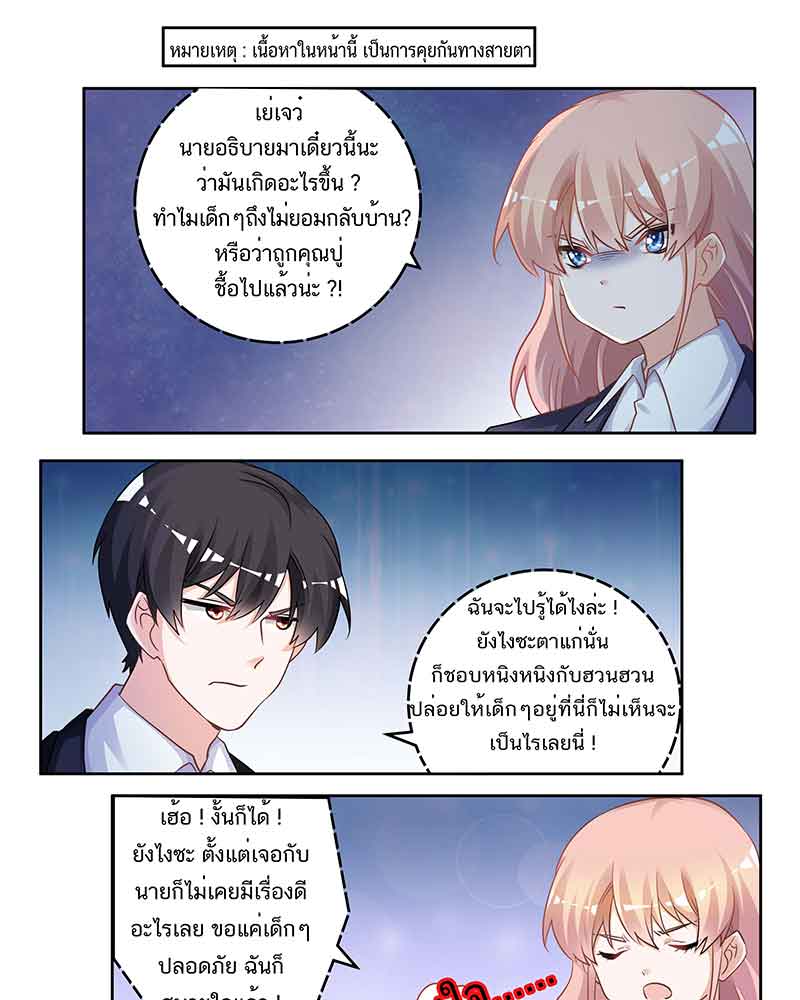 หมายเหตุ : เนื้อหาในหน้านี้ เป็นการคุยกันทางสายตา
เย่เจว๋
นายอธิบายมาเดี๋ยวนี้นะ
ว่ามันเกิดอะไรขึ้น ?
ทำไมเด็กๆถึงไม่ยอมกลับบ้าน?
หรือว่าถูกคุณปู่
ซื้อไปแล้วน่ะ ?!
ฉันจะไปรู้ได้ไงล่ะ !
ยังไงซะตาแก่นั่น
ก็ชอบหนิงหนิงกับฮวนฮวน
ปล่อยให้เด็กๆอยู่ที่นี่ก็ไม่เห็นจะ
เป็นไรเลยนี่ !
เฮ้อ ! งั้นก็ได้ !
ยังไงซะ ตั้งแต่เจอกับ
นายก็ไม่เคยมีเรื่องดี
อะไรเลย ขอแค่เด็กๆ
ปลอดภัย ฉันก็